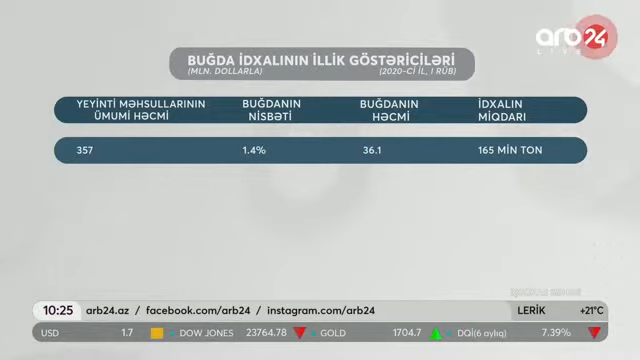 arb 24
LIVE
BUĞDA İDXALININ İLLİK GÖSTƏRİCİLƏRİ
(MLN. DOLLARLA) (2020-Cİ İL, I RÜB)
YEYİNTİ MƏHSULLARININ ÜMUMİ HƏCMİ
BUĞDANIN NİSBƏTİ
BUĞDANIN HƏCMİ
İDXALIN MİQDARI
357 1.4% 36.1 165 MİN TON
10:25 arb24.az / facebook.com/arb24 / instagram.com/arb24 LERİK +21°C
USD 1.7 DOW JONES 23764.78 GOLD 1704.7 DQİ(6 aylıq) 7.39%